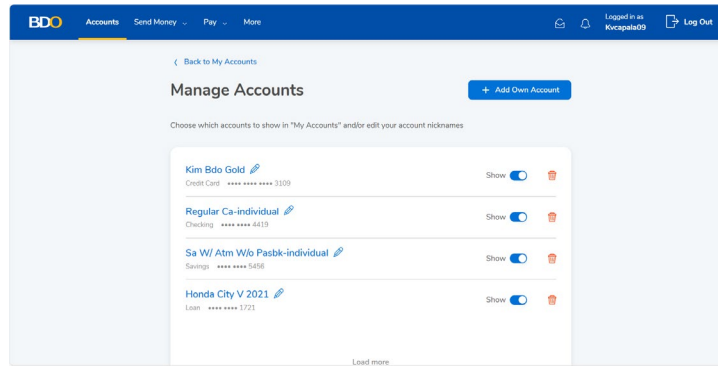 BDO Accounts Send Money Pay More Logged in as Log Out
Kvcapala09
Back to My Accounts
Manage Accounts + Add Own Account
Choose which accounts to show in "My Accounts" and/or edit your account nicknames
Kim Bdo Gold Show
Credit Card •••• •••• •••• 3109
Regular Ca-individual Show
Checking •••• •••• 4419
Sa W/ Atm W/o Pasbk-individual Show
Savings •••• •••• 5456
Honda City V 2021 Show
Loan •••• •••• 1721
Load more